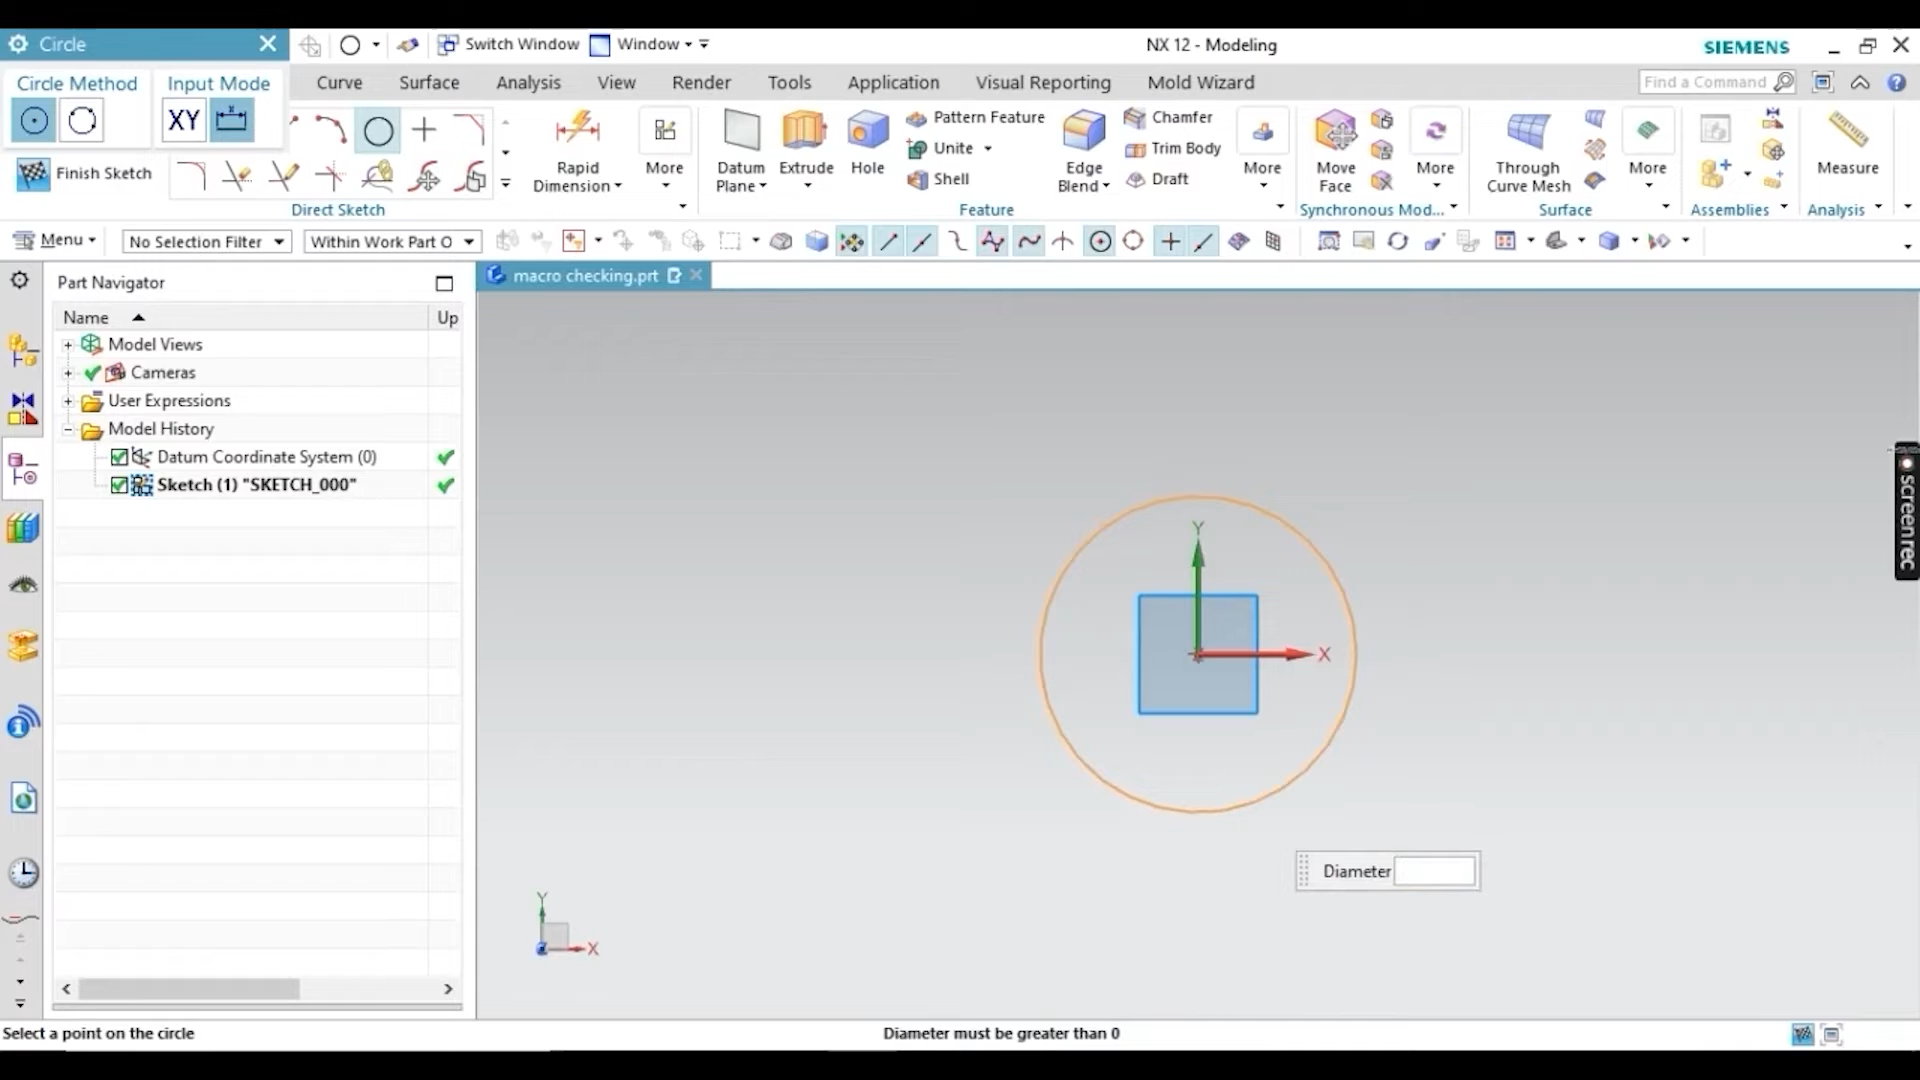 Circle
Switch Window
Window
NX 12 - Modeling
SIEMENS
Circle Method
Input Mode
Curve
Surface
Analysis
View
Render
Tools
Application
Visual Reporting
Mold Wizard
Find a Command
XY
Finish Sketch
Direct Sketch
Rapid
Dimension
More
Datum
Plane
Extrude
Hole
Pattern Feature
Unite
Shell
Edge
Blend
Chamfer
Trim Body
Draft
More
Feature
Move
Face
More
Synchronous Mod...
Through
Curve Mesh
More
Surface
Assemblies
Measure
Analysis
Menu
No Selection Filter
Within Work Part O
Part Navigator
macro checking.prt
Name
Up
Model Views
Cameras
User Expressions
Model History
Datum Coordinate System (0)
Sketch (1) "SKETCH_000"
Y
X
Diameter
Y
X
screenrec
Select a point on the circle
Diameter must be greater than 0